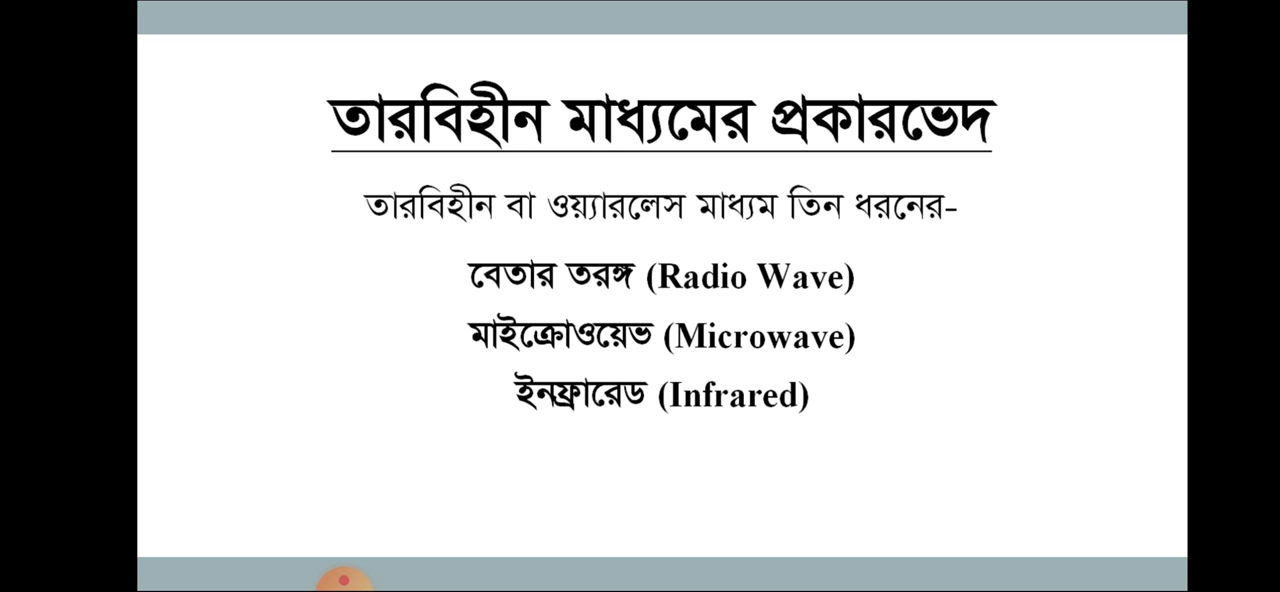 তারবিহীন মাধ্যমের প্রকারভেদ
তারবিহীন বা ওয়্যারলেস মাধ্যম তিন ধরনের-
বেতার তরঙ্গ (Radio Wave)
মাইক্রোওয়েভ (Microwave)
ইনফ্রারেড (Infrared)